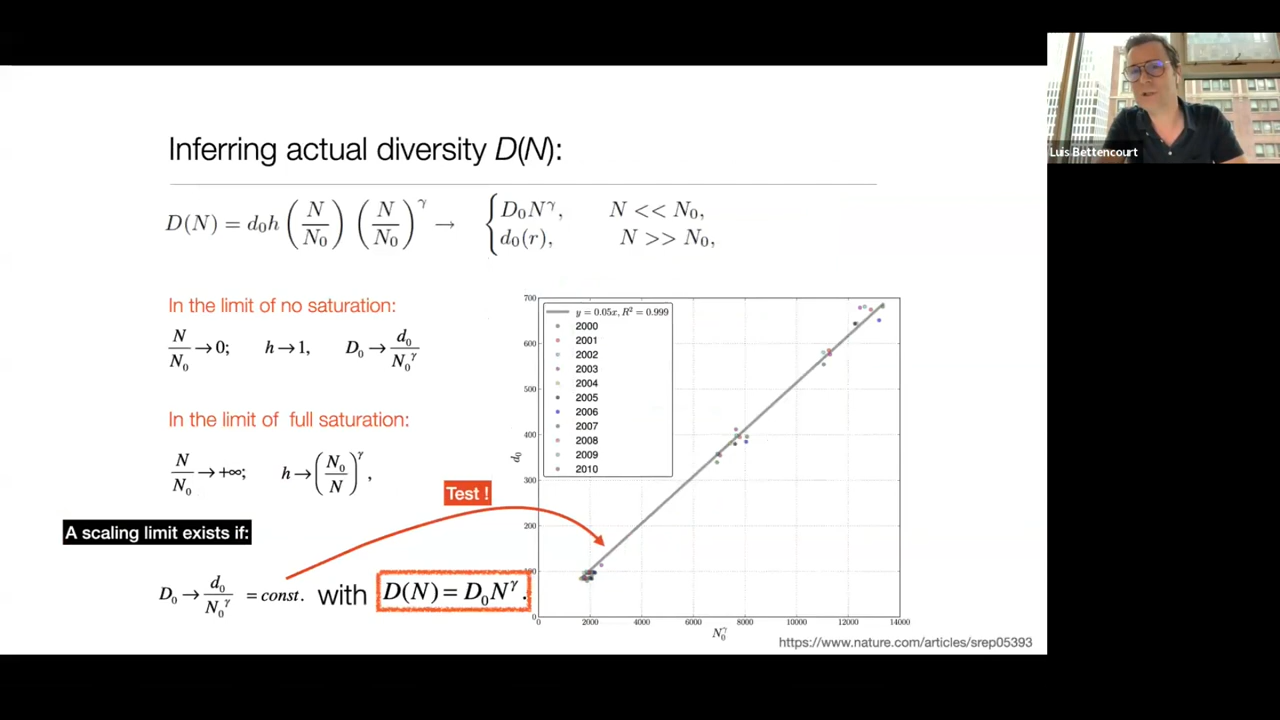 Luis Bettencourt
Inferring actual diversity D(N):
D(N) = d₀h (N/N₀) (N/N₀)^γ → { D₀N^γ, N << N₀,
d₀(r), N >> N₀,
In the limit of no saturation:
N/N₀ → 0; h → 1, D₀ → d₀/N₀^γ
In the limit of full saturation:
N/N₀ → +∞; h → (N₀/N)^γ,
Test !
A scaling limit exists if:
D₀ → d₀/N₀^γ = const. with D(N) = D₀N^γ.
y = 0.05x, R² = 0.999
2000
2001
2002
2003
2004
2005
2006
2007
2008
2009
2010
700
600
500
400
300
200
100
0
d₀
0 2000 4000 6000 8000 10000 12000 14000
N₀^γ
https://www.nature.com/articles/srep05393